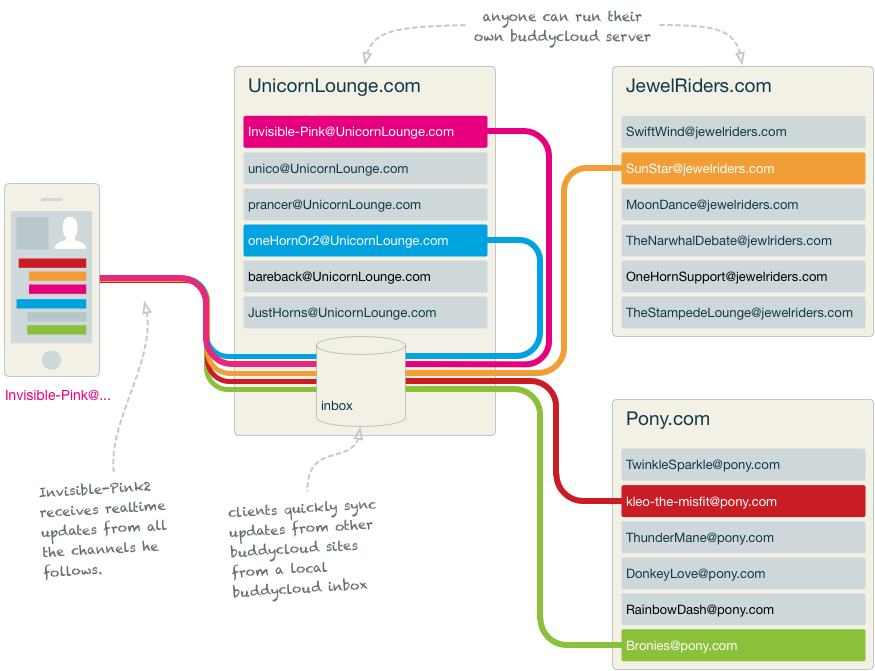 anyone can run their
own buddycloud server
UnicornLounge.com
Invisible-Pink@UnicornLounge.com
unico@UnicornLounge.com
prancer@UnicornLounge.com
oneHornOr2@UnicornLounge.com
bareback@UnicornLounge.com
JustHorns@UnicornLounge.com
inbox
JewelRiders.com
SwiftWind@jewelriders.com
SunStar@jewelriders.com
MoonDance@jewelriders.com
TheNarwhalDebate@jewlriders.com
OneHornSupport@jewelriders.com
TheStampedeLounge@jewelriders.com
Invisible-Pink@...
Pony.com
TwinkleSparkle@pony.com
kleo-the-misfit@pony.com
ThunderMane@pony.com
DonkeyLove@pony.com
RainbowDash@pony.com
Bronies@pony.com
Invisible-Pink2
receives realtime
updates from all
the channels he
follows.
clients quickly sync
updates from other
buddycloud sites
from a local
buddycloud inbox